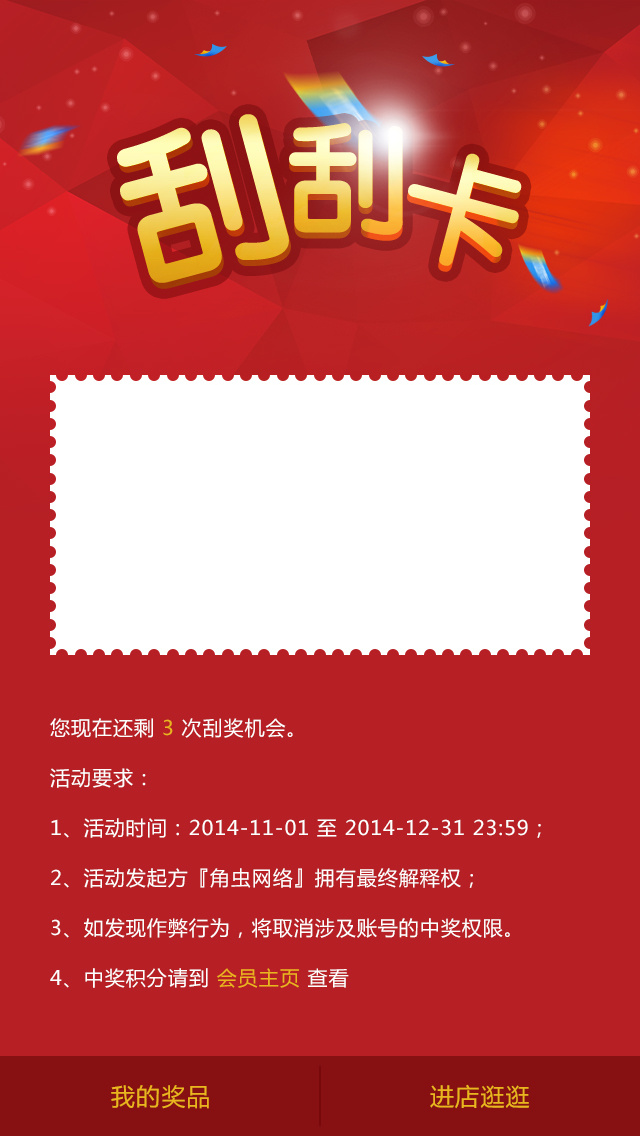 刮刮卡
您现在还剩 3 次刮奖机会。
活动要求：
1、活动时间：2014-11-01 至 2014-12-31 23:59；
2、活动发起方『角虫网络』拥有最终解释权；
3、如发现作弊行为，将取消涉及账号的中奖权限。
4、中奖积分请到 会员主页 查看
我的奖品
进店逛逛